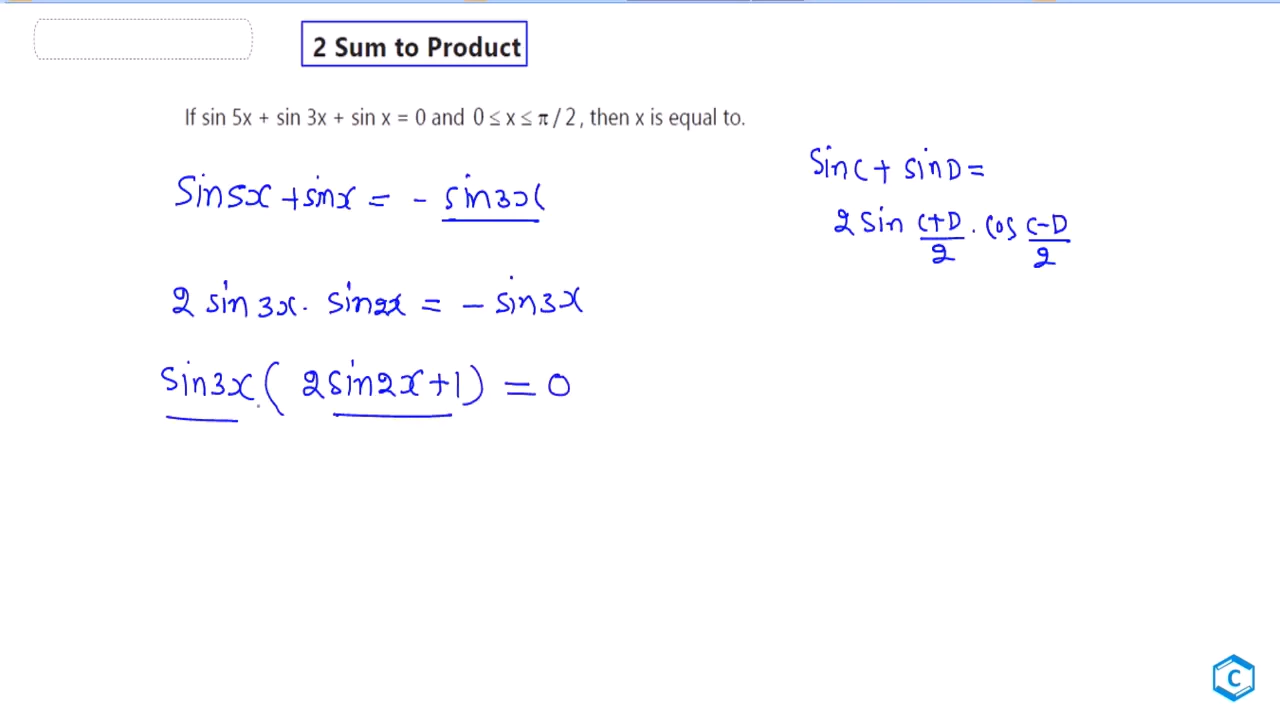 2 Sum to Product
If sin 5x + sin 3x + sin x = 0 and 0 ≤ x ≤ π / 2, then x is equal to.
Sin5x + sinx = - sin3x
2 sin 3x . sin2x = - sin3x
Sin3x ( 2sin2x+1) = 0
SinC + sinD =
2 Sin C+D/2 . Cos C-D/2
C